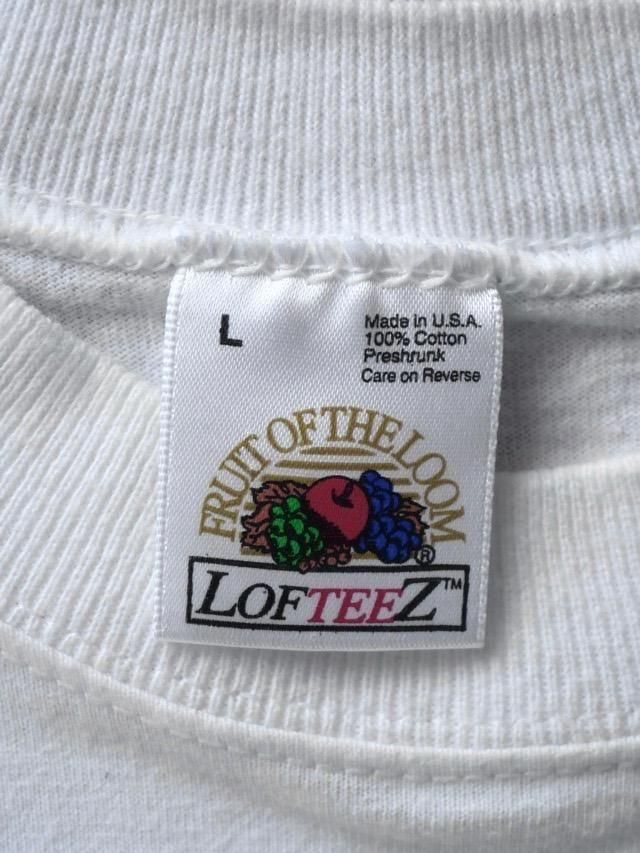 L
Made in U.S.A.
100% Cotton
Preshrunk
Care on Reverse
FRUIT OF THE LOOM
®
LOFTEEZ™